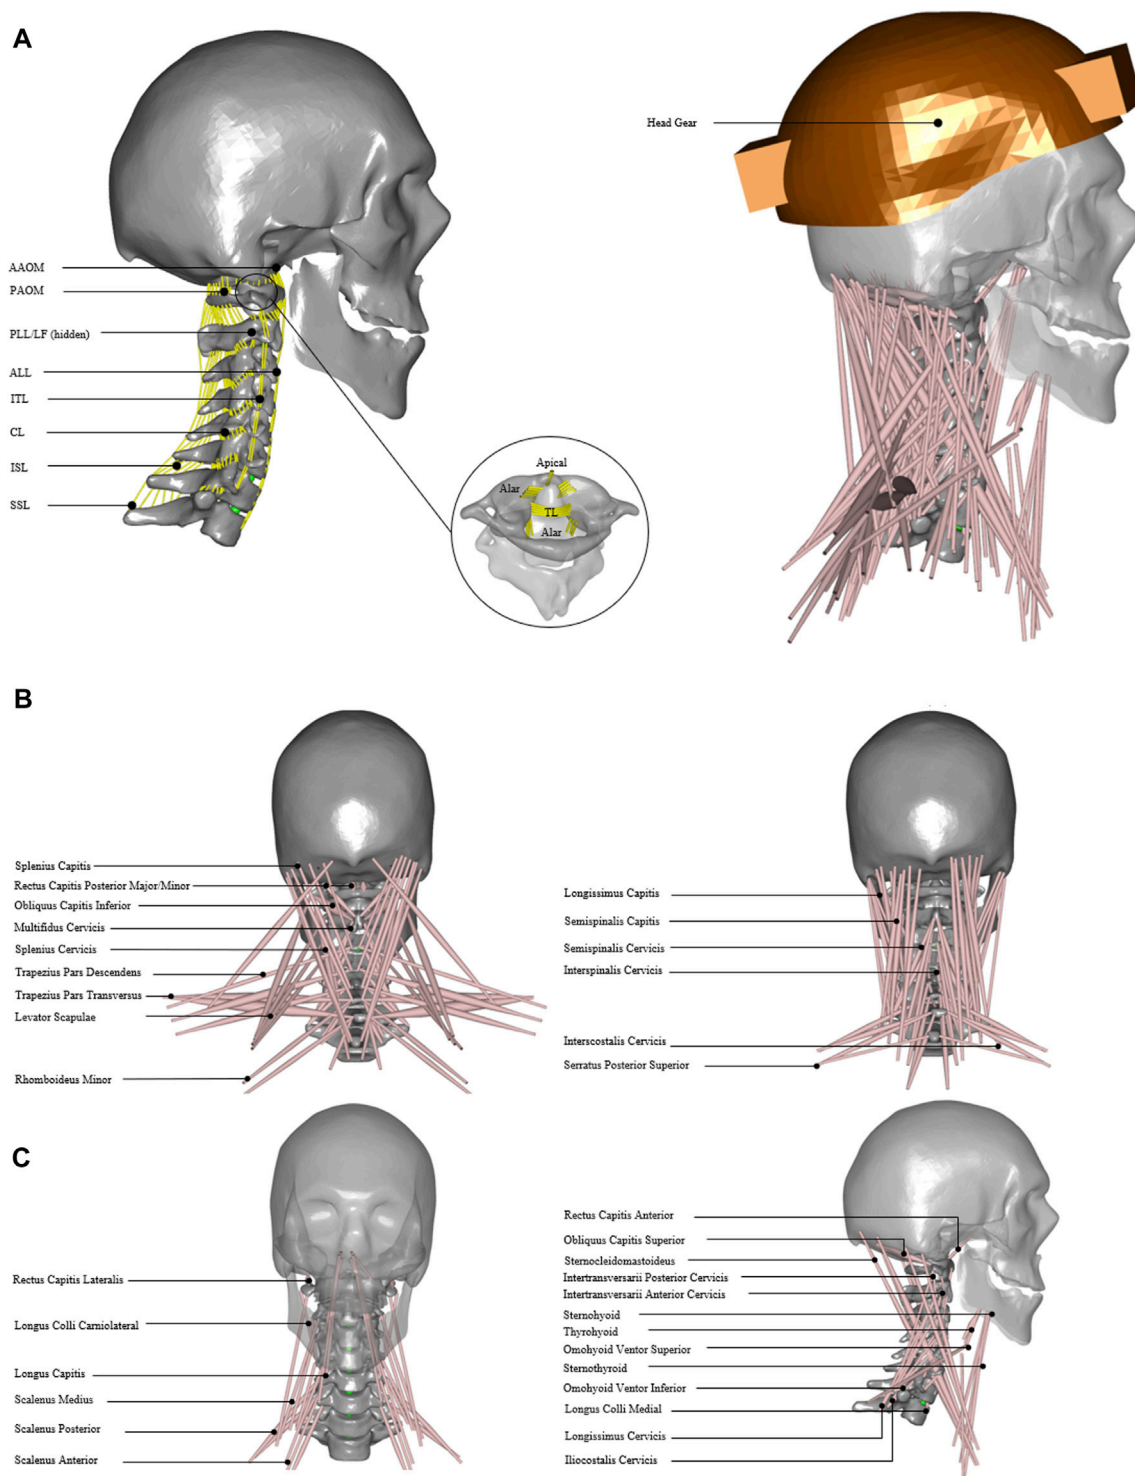 A
Head Gear
AAOM
PAOM
PLL/LF (hidden)
ALL
ITL
CL
ISL
SSL
Apical
Alar
TL
Alar
B
Splenius Capitis
Rectus Capitis Posterior Major/Minor
Obliquus Capitis Inferior
Multifidus Cervicis
Splenius Cervicis
Trapezius Pars Descendens
Trapezius Pars Transversus
Levator Scapulae
Rhomboideus Minor
Longissimus Capitis
Semispinalis Capitis
Semispinalis Cervicis
Interspinalis Cervicis
Interscostalis Cervicis
Serratus Posterior Superior
C
Rectus Capitis Lateralis
Longus Colli Carniolateral
Longus Capitis
Scalenus Medius
Scalenus Posterior
Scalenus Anterior
Rectus Capitis Anterior
Obliquus Capitis Superior
Sternocleidomastoideus
Intertransversarii Posterior Cervicis
Intertransversarii Anterior Cervicis
Sternohyoid
Thyrohyoid
Omohyoid Ventor Superior
Sternothyroid
Omohyoid Ventor Inferior
Longus Colli Medial
Longissimus Cervicis
Iliocostalis Cervicis